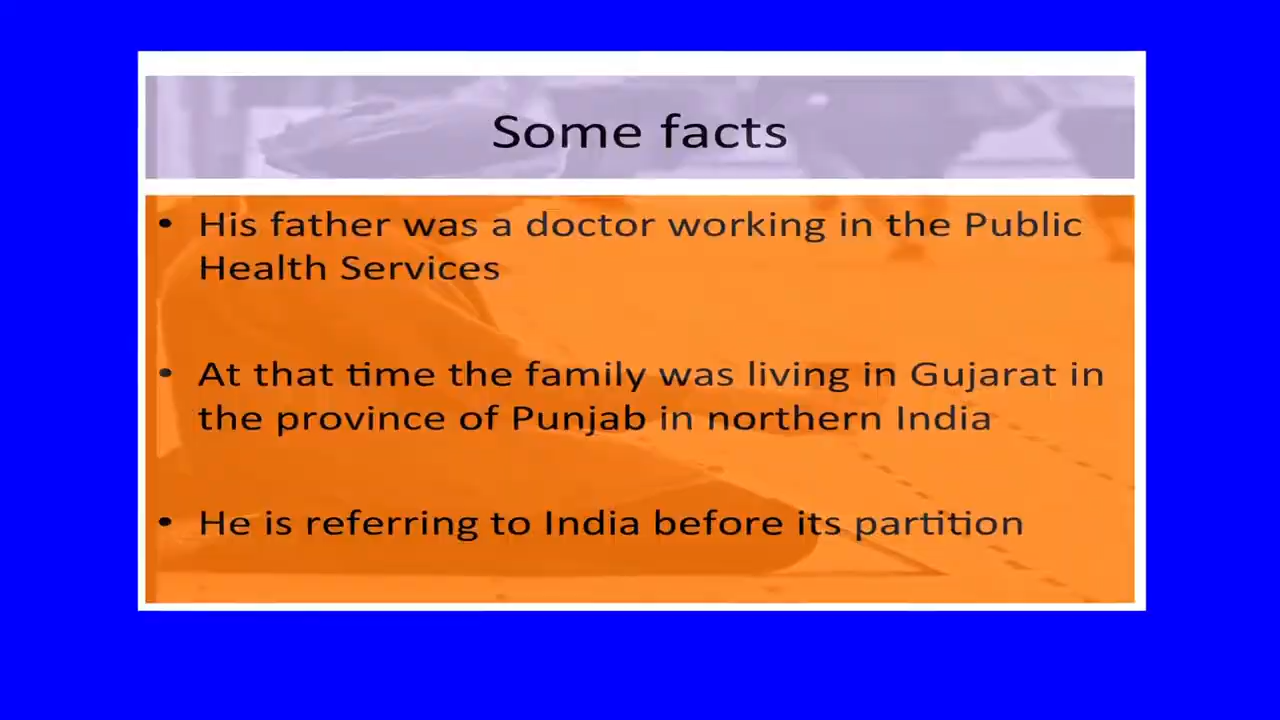 Some facts
• His father was a doctor working in the Public
Health Services
• At that time the family was living in Gujarat in
the province of Punjab in northern India
• He is referring to India before its partition